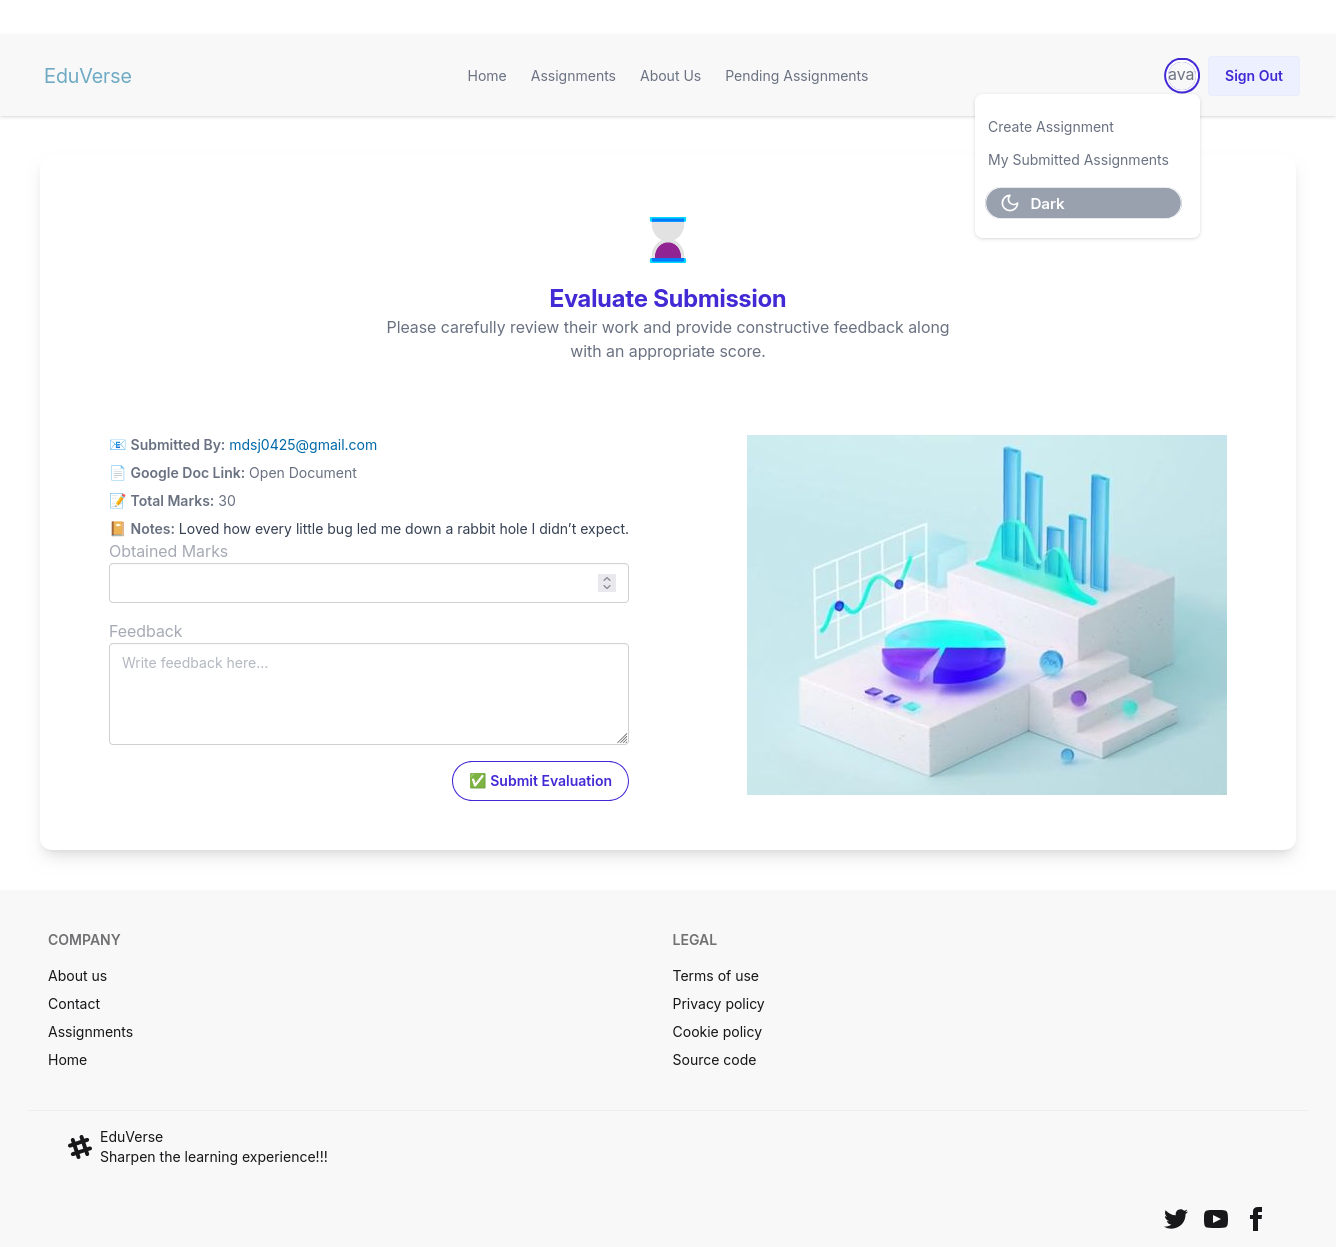 EduVerse
Home
Assignments
About Us
Pending Assignments
ava
Sign Out
Create Assignment
My Submitted Assignments
Dark
Evaluate Submission
Please carefully review their work and provide constructive feedback along
with an appropriate score.
📧 Submitted By: mdsj0425@gmail.com
📄 Google Doc Link: Open Document
📝 Total Marks: 30
📔 Notes: Loved how every little bug led me down a rabbit hole I didn’t expect.
Obtained Marks
Feedback
Write feedback here...
✅ Submit Evaluation
COMPANY
About us
Contact
Assignments
Home
LEGAL
Terms of use
Privacy policy
Cookie policy
Source code
EduVerse
Sharpen the learning experience!!!